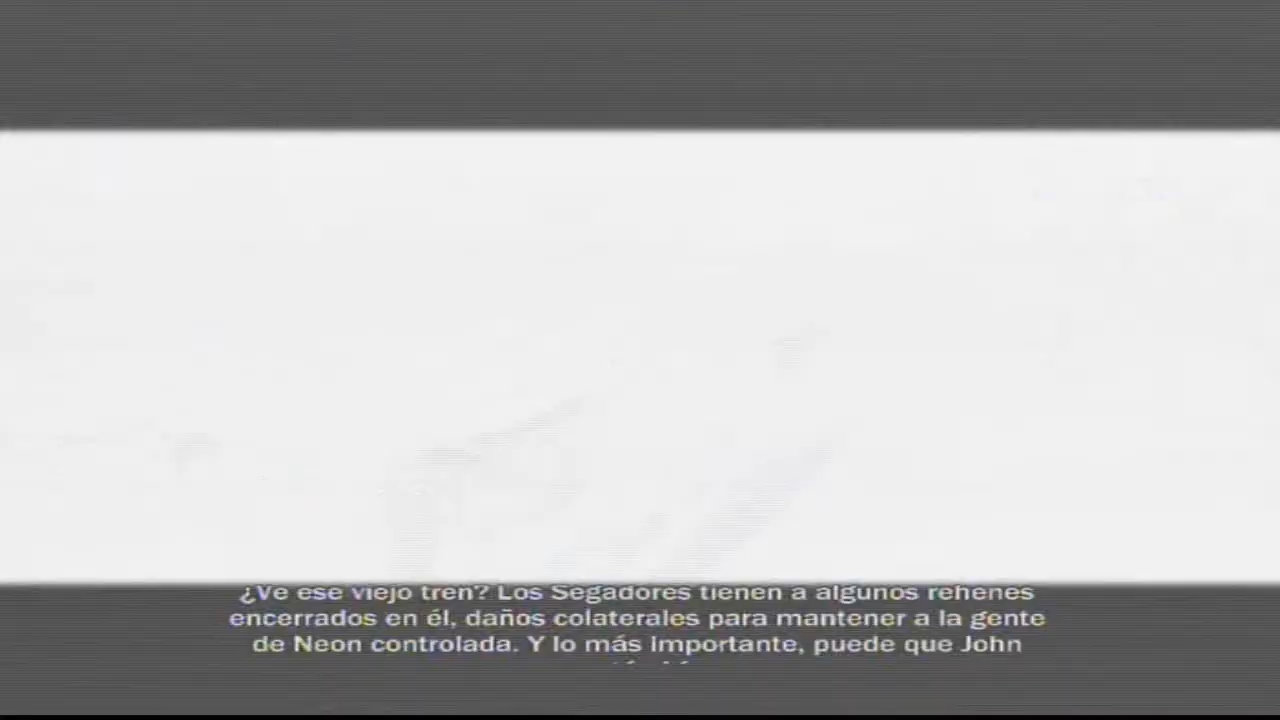 ¿Ve ese viejo tren? Los Segadores tienen a algunos rehenes
encerrados en él, daños colaterales para mantener a la gente
de Neon controlada. Y lo más importante, puede que John